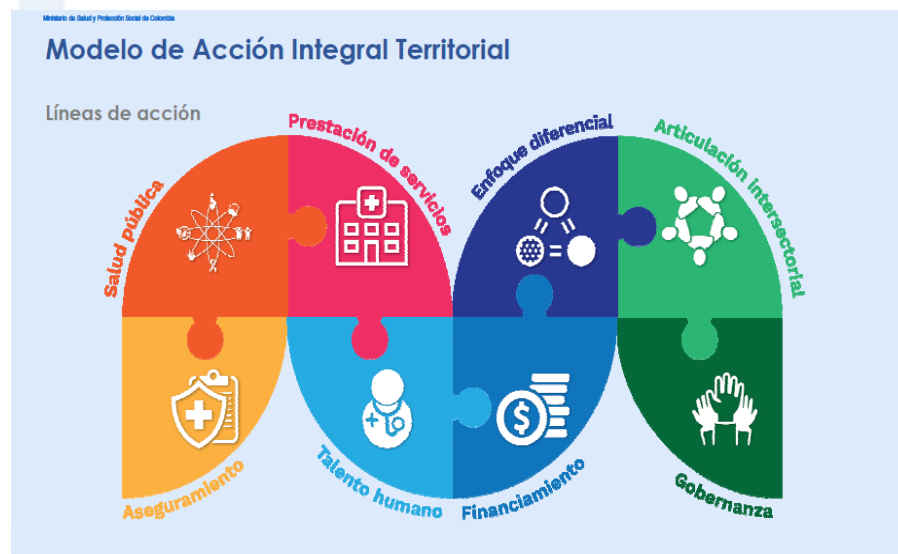 Ministerio de Salud y Protección Social de Colombia
Modelo de Acción Integral Territorial
Líneas de acción
Salud pública
Prestación de servicios
Enfoque diferencial
Articulación intersectorial
Aseguramiento
Talento humano
Financiamiento
Gobernanza